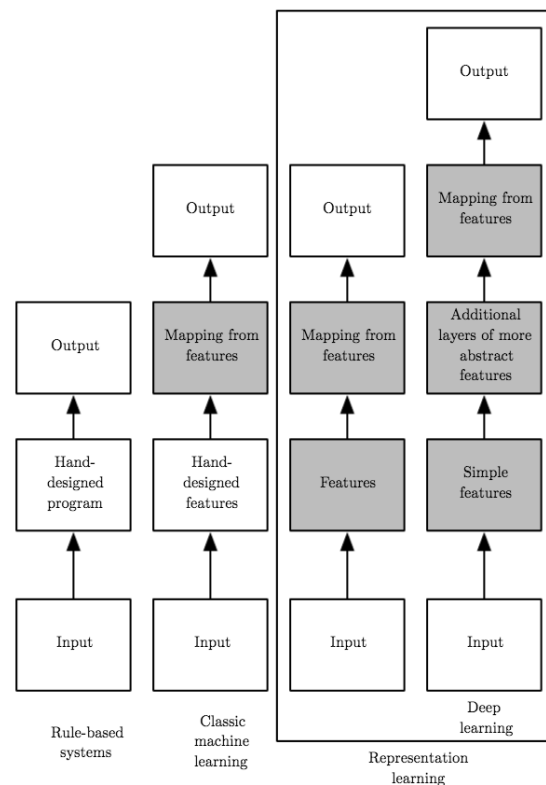 Output
Mapping from
features
Output
Output
Additional
layers of more
abstract
features
Mapping from
features
Mapping from
features
Output
Simple
features
Features
Hand-
designed
features
Hand-
designed
program
Input
Input
Input
Input
Rule-based
systems
Classic
machine
learning
Deep
learning
Representation
learning